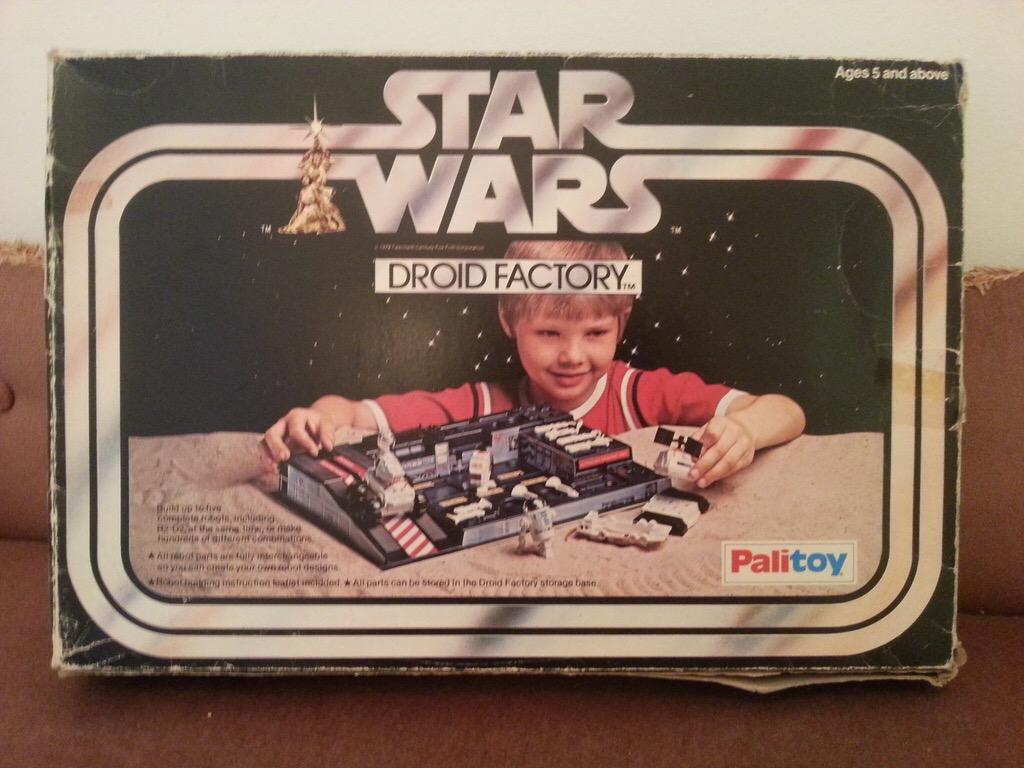 Ages 5 and above
STAR
WARS
TM
TM
DROID FACTORY TM
Build up to five
complete robots, including
R2-D2, at the same time, or make
hundreds of different combinations.
★ All robot parts are fully interchangeable
so you can create your own robot designs.
★ Robot building instruction leaflet included. ★ All parts can be stored in the Droid Factory storage base.
Palitoy